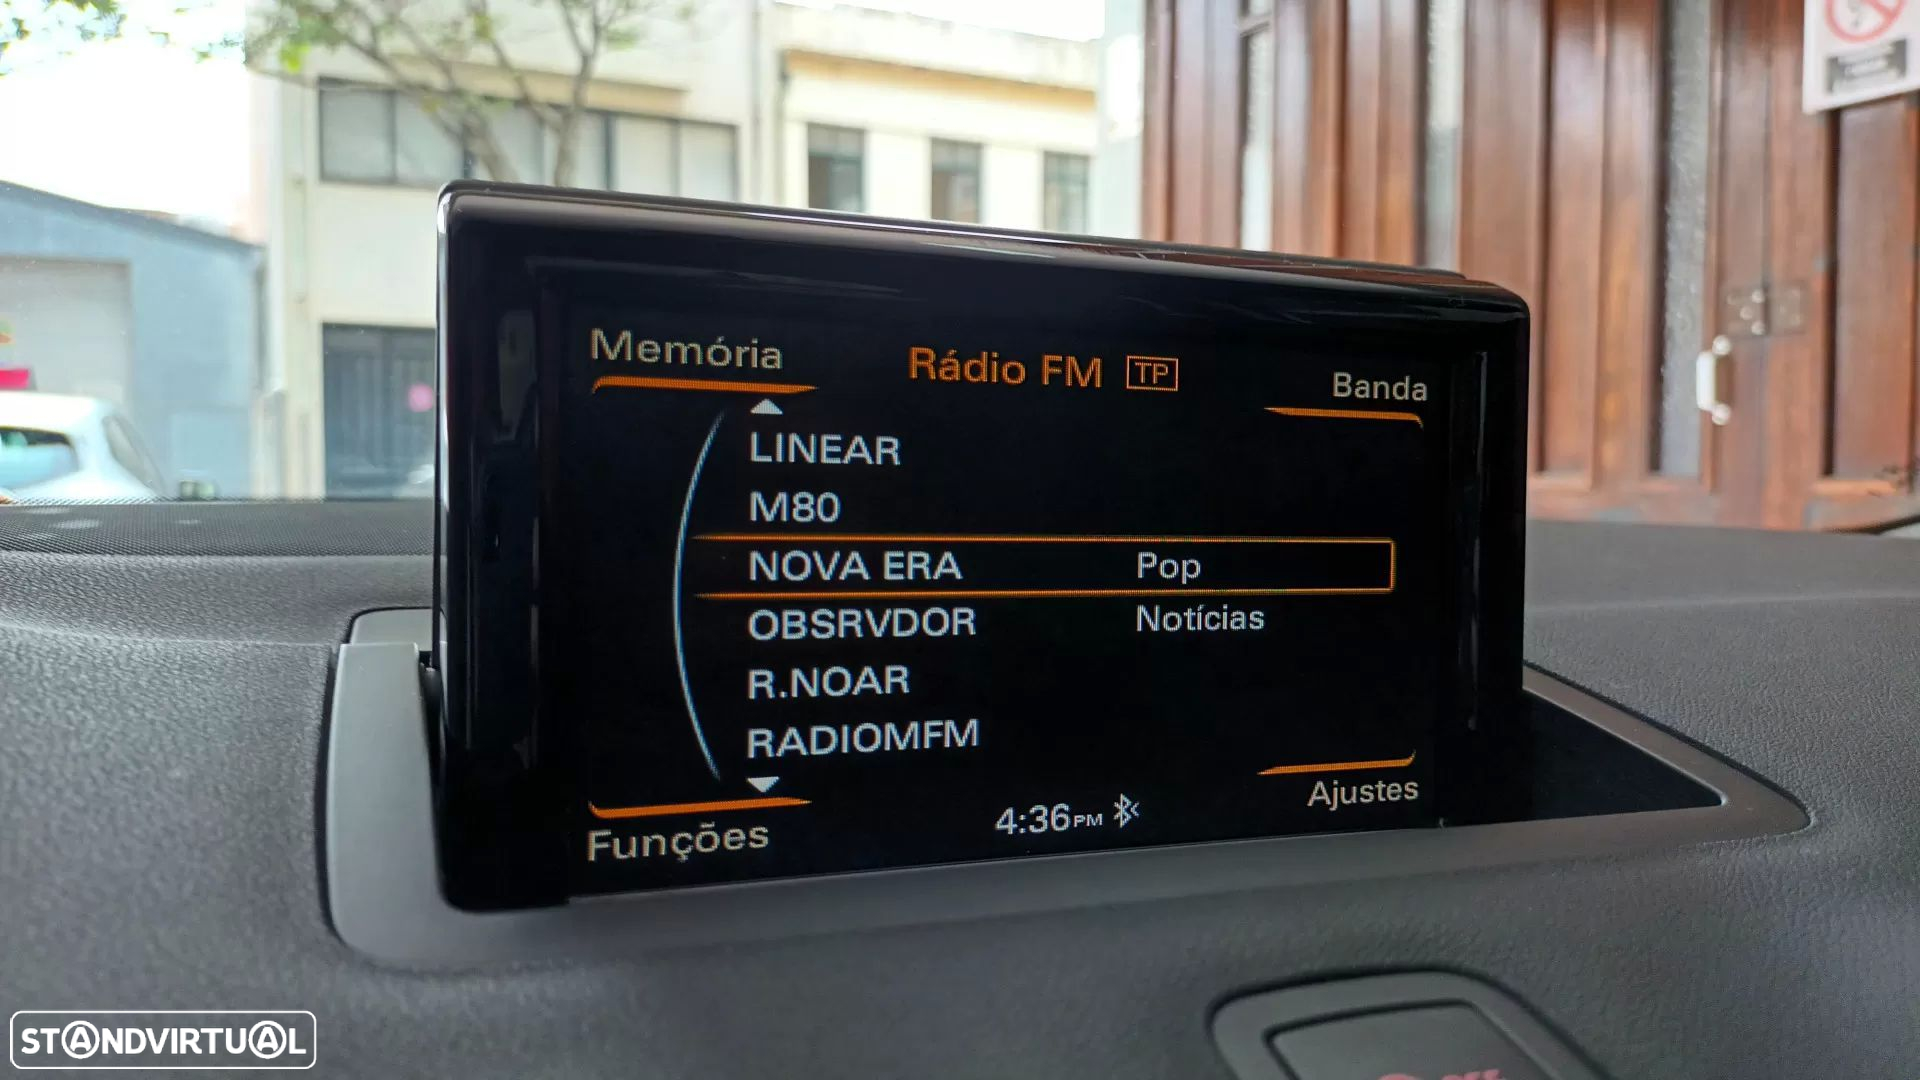 Memória
Rádio FM TP
Banda
LINEAR
M80
NOVA ERA Pop
OBSRVDOR Notícias
R.NOAR
RADIOMFM
Funções
4:36PM
Ajustes
STANDVIRTUAL